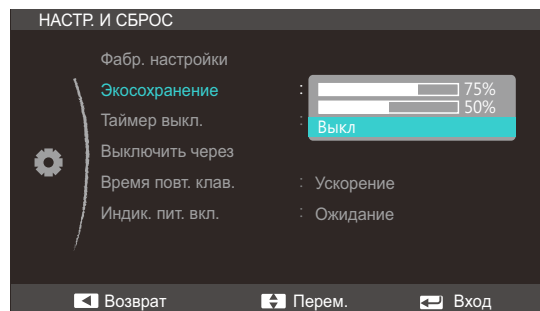 НАСТР. И СБРОС
Фабр. настройки
Экосохранение : 75%
50%
Таймер выкл. : Выкл
Выключить через
Время повт. клав. : Ускорение
Индик. пит. вкл. : Ожидание
Возврат Перем. Вход